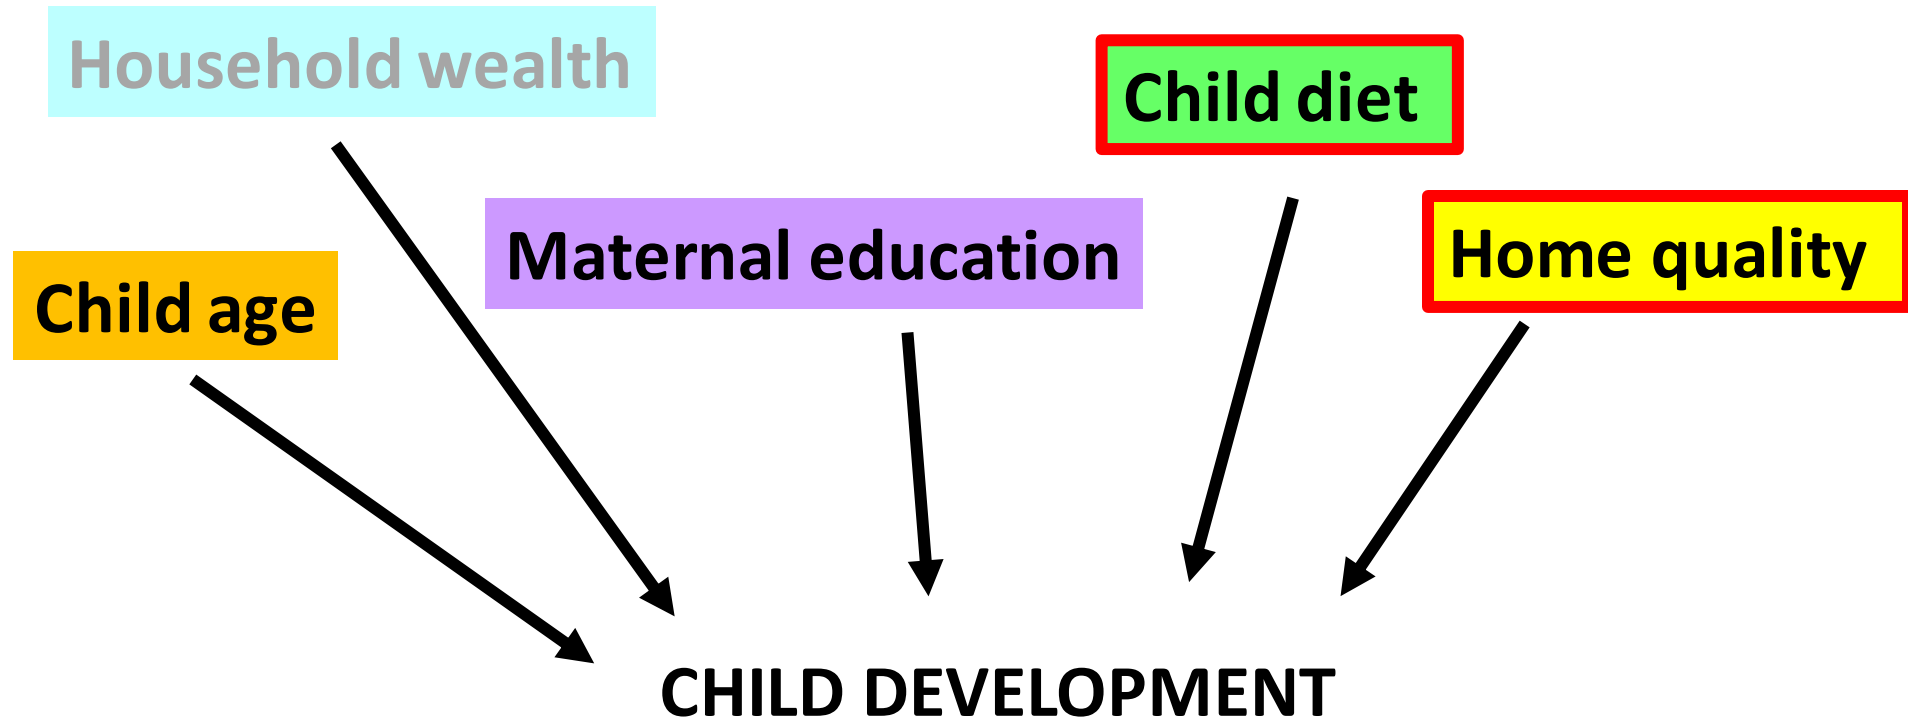 Household wealth
Child diet
Maternal education
Home quality
Child age
CHILD DEVELOPMENT